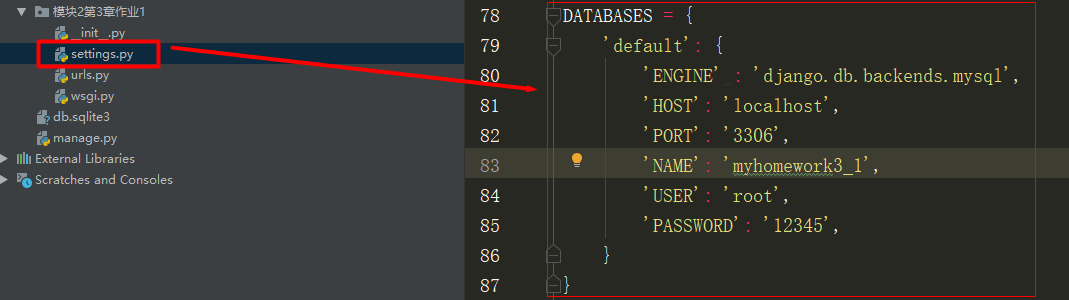 模块2第3章作业1
__init__.py
settings.py
urls.py
wsgi.py
db.sqlite3
manage.py
External Libraries
Scratches and Consoles
78 DATABASES = {
79 'default': {
80 'ENGINE' : 'django.db.backends.mysql',
81 'HOST': 'localhost',
82 'PORT': '3306',
83 'NAME': 'myhomework3_1',
84 'USER': 'root',
85 'PASSWORD': '12345',
86 }
87 }